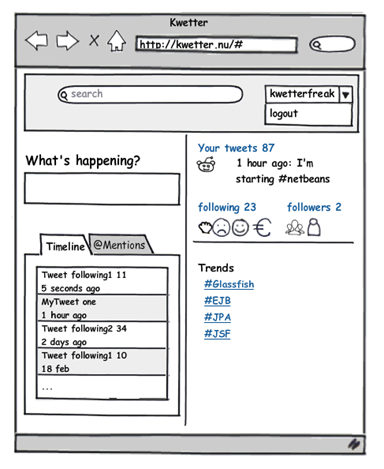 Kwetter
http://kwetter.nu/#
search
kwetterfreak
logout
What's happening?
Your tweets 87
1 hour ago: I'm
starting #netbeans
following 23
followers 2
Timeline
@Mentions
Tweet following1 11
5 seconds ago
MyTweet one
1 hour ago
Tweet following2 34
2 days ago
Tweet following1 10
18 feb
...
Trends
#Glassfish
#EJB
#JPA
#JSF